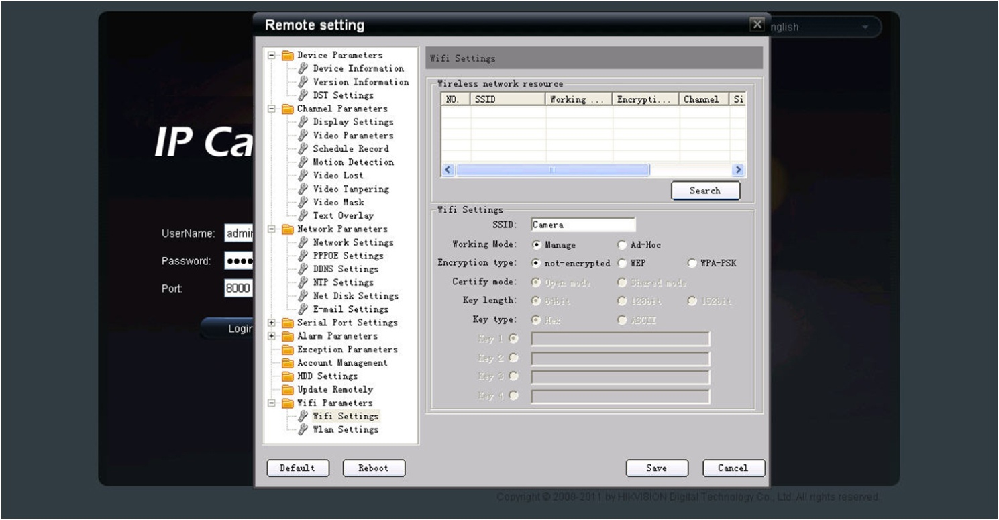 Remote setting
nglish
Device Parameters
Device Information
Version Information
DST Settings
Channel Parameters
Display Settings
Video Parameters
Schedule Record
Motion Detection
Video Lost
Video Tampering
Video Mask
Text Overlay
Network Parameters
Network Settings
PPPOE Settings
DDNS Settings
NTP Settings
Net Disk Settings
E-mail Settings
Serial Port Settings
Alarm Parameters
Exception Parameters
Account Management
HDD Settings
Update Remotely
Wifi Parameters
Wifi Settings
Wlan Settings
Wifi Settings
Wireless network resource
NO. SSID Working ... Encrypti... Channel Si
Search
Wifi Settings
SSID: Camera
Working Mode: Manage Ad-Hoc
Encryption type: not-encrypted WEP WPA-PSK
Certify mode: Open mode Shared mode
Key length: 64bit 128bit 152bit
Key type: Hex ASCII
Key 1
Key 2
Key 3
Key 4
IP Ca
UserName: admin
Password:
Port: 8000
Login
Default Reboot Save Cancel
Copyright © 2008-2011 by HIKVISION Digital Technology Co., Ltd. All rights reserved.